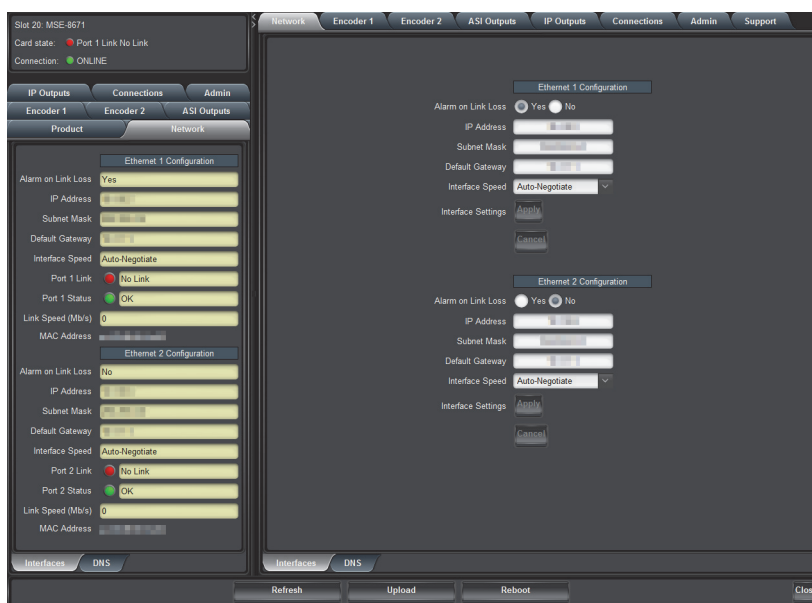 Slot 20: MSE-8671
Card state: Port 1 Link No Link
Connection: ONLINE
IP Outputs Connections Admin
Encoder 1 Encoder 2 ASI Outputs
Product Network
Ethernet 1 Configuration
Alarm on Link Loss Yes
IP Address
Subnet Mask
Default Gateway
Interface Speed Auto-Negotiate
Port 1 Link No Link
Port 1 Status OK
Link Speed (Mb/s) 0
MAC Address
Ethernet 2 Configuration
Alarm on Link Loss No
IP Address
Subnet Mask
Default Gateway
Interface Speed Auto-Negotiate
Port 2 Link No Link
Port 2 Status OK
Link Speed (Mb/s) 0
MAC Address
Interfaces DNS
Network Encoder 1 Encoder 2 ASI Outputs IP Outputs Connections Admin Support
Ethernet 1 Configuration
Alarm on Link Loss Yes No
IP Address
Subnet Mask
Default Gateway
Interface Speed Auto-Negotiate
Interface Settings Apply
Cancel
Ethernet 2 Configuration
Alarm on Link Loss Yes No
IP Address
Subnet Mask
Default Gateway
Interface Speed Auto-Negotiate
Interface Settings Apply
Cancel
Interfaces DNS
Refresh Upload Reboot